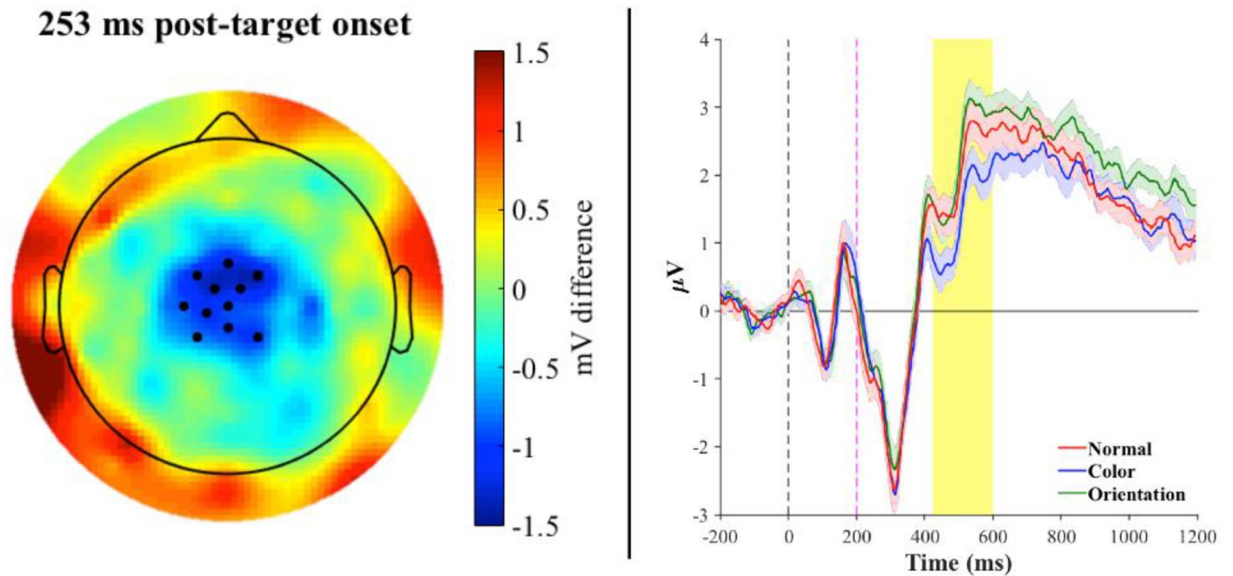 253 ms post-target onset
1.5
1
0.5
0
-0.5
-1
-1.5
mV difference
4
3
2
1
0
-1
-2
-3
μV
-200 0 200 400 600 800 1000 1200
Time (ms)
Normal
Color
Orientation